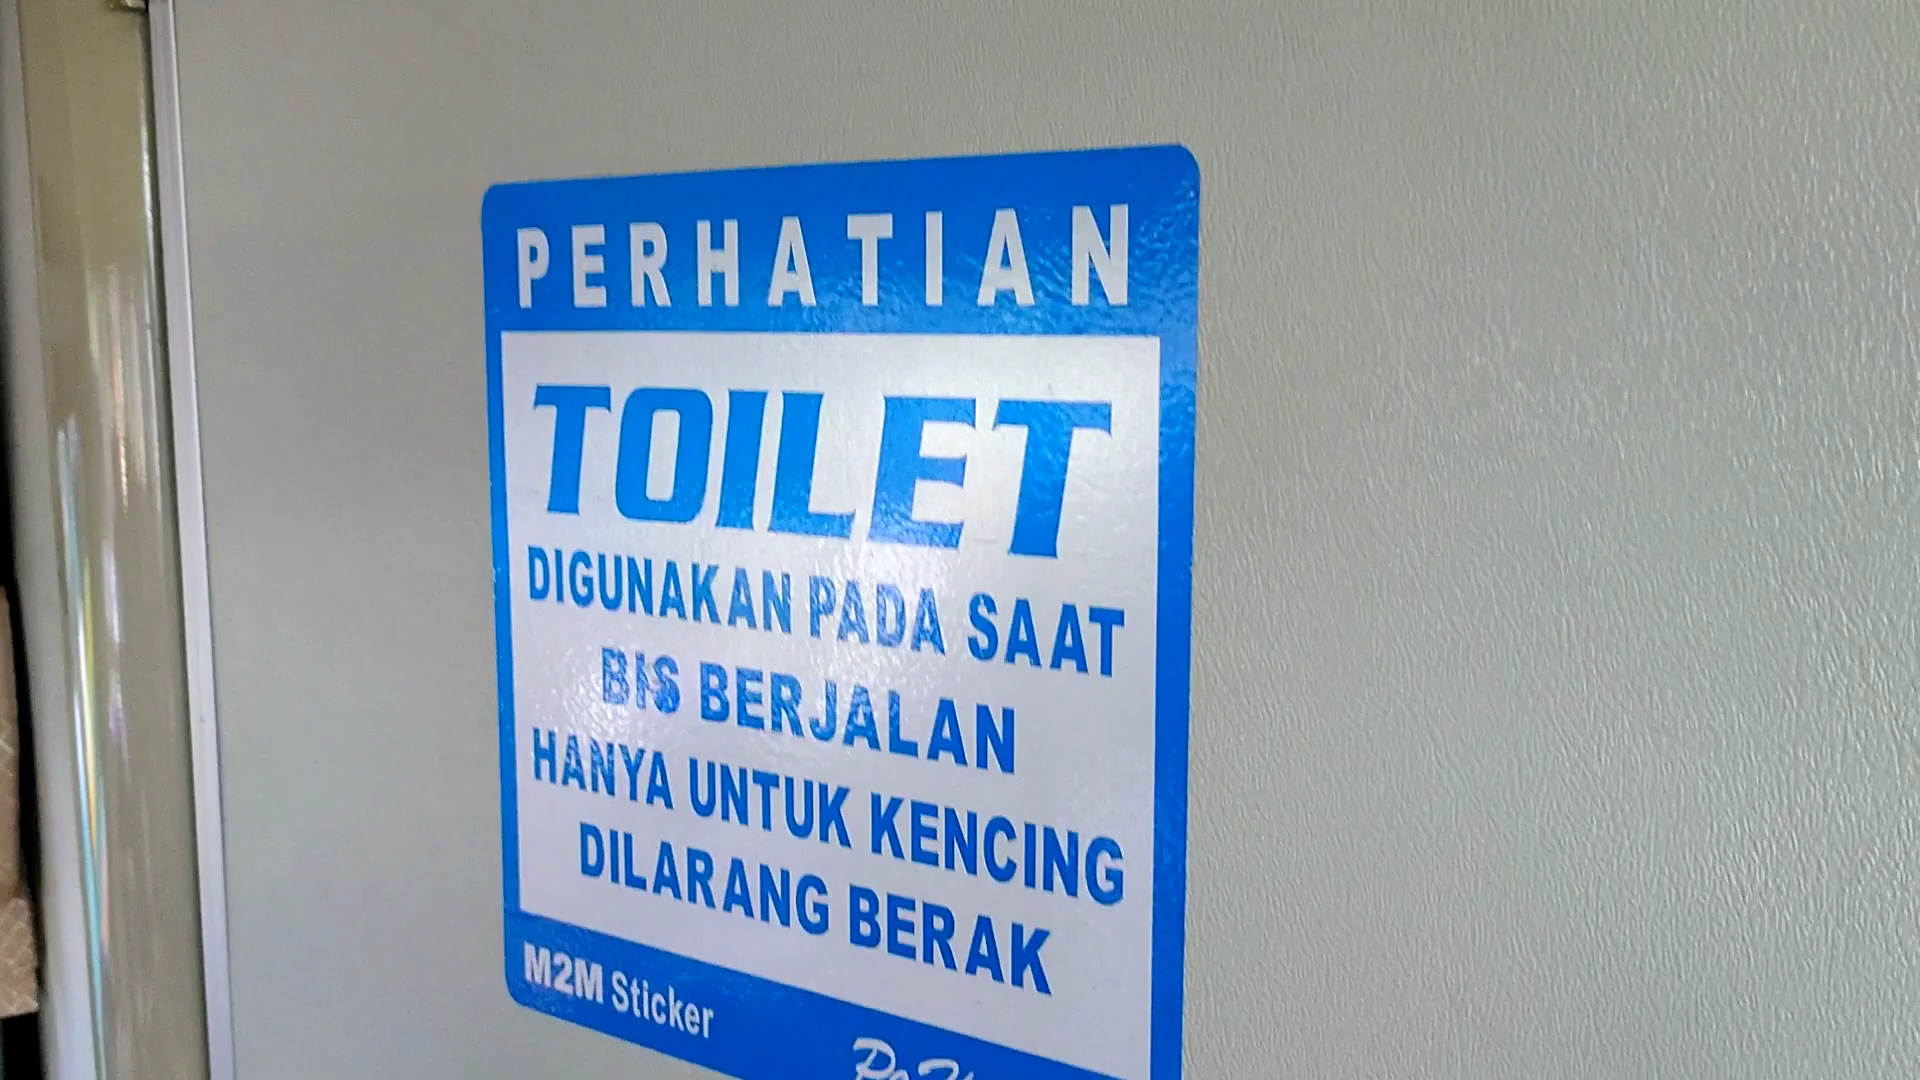 PERHATIAN
TOILET
DIGUNAKAN PADA SAAT
BIS BERJALAN
HANYA UNTUK KENCING
DILARANG BERAK
M2M Sticker